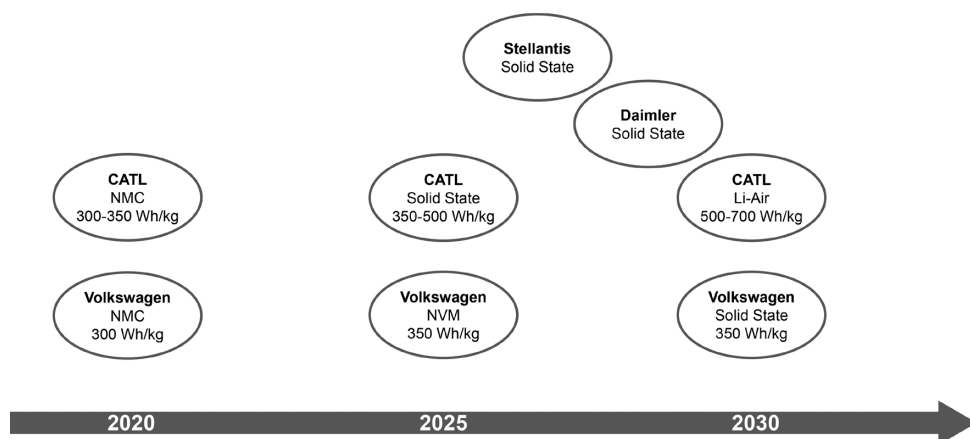 Stellantis
Solid State
Daimler
Solid State
CATL
NMC
300-350 Wh/kg
CATL
Solid State
350-500 Wh/kg
CATL
Li-Air
500-700 Wh/kg
Volkswagen
NMC
300 Wh/kg
Volkswagen
NVM
350 Wh/kg
Volkswagen
Solid State
350 Wh/kg
2020
2025
2030